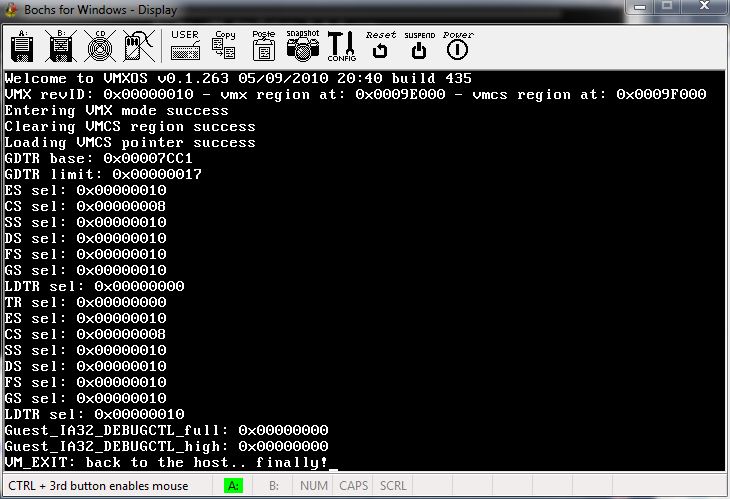 Bochs for Windows - Display
A: B: CD USER Copy Paste snapshot CONFIG Reset SUSPEND Power
Welcome to VMXOS v0.1.263 05/09/2010 20:40 build 435
VMX revID: 0x00000010 - vmx region at: 0x0009E000 - vmcs region at: 0x0009F000
Entering VMX mode success
Clearing VMCS region success
Loading VMCS pointer success
GDTR base: 0x00007CC1
GDTR limit: 0x00000017
ES sel: 0x00000010
CS sel: 0x00000008
SS sel: 0x00000010
DS sel: 0x00000010
FS sel: 0x00000010
GS sel: 0x00000010
LDTR sel: 0x00000000
TR sel: 0x00000000
ES sel: 0x00000010
CS sel: 0x00000008
SS sel: 0x00000010
DS sel: 0x00000010
FS sel: 0x00000010
GS sel: 0x00000010
LDTR sel: 0x00000010
Guest_IA32_DEBUGCTL_full: 0x00000000
Guest_IA32_DEBUGCTL_high: 0x00000000
VM_EXIT: back to the host.. finally!_
CTRL + 3rd button enables mouse A: B: NUM CAPS SCRL